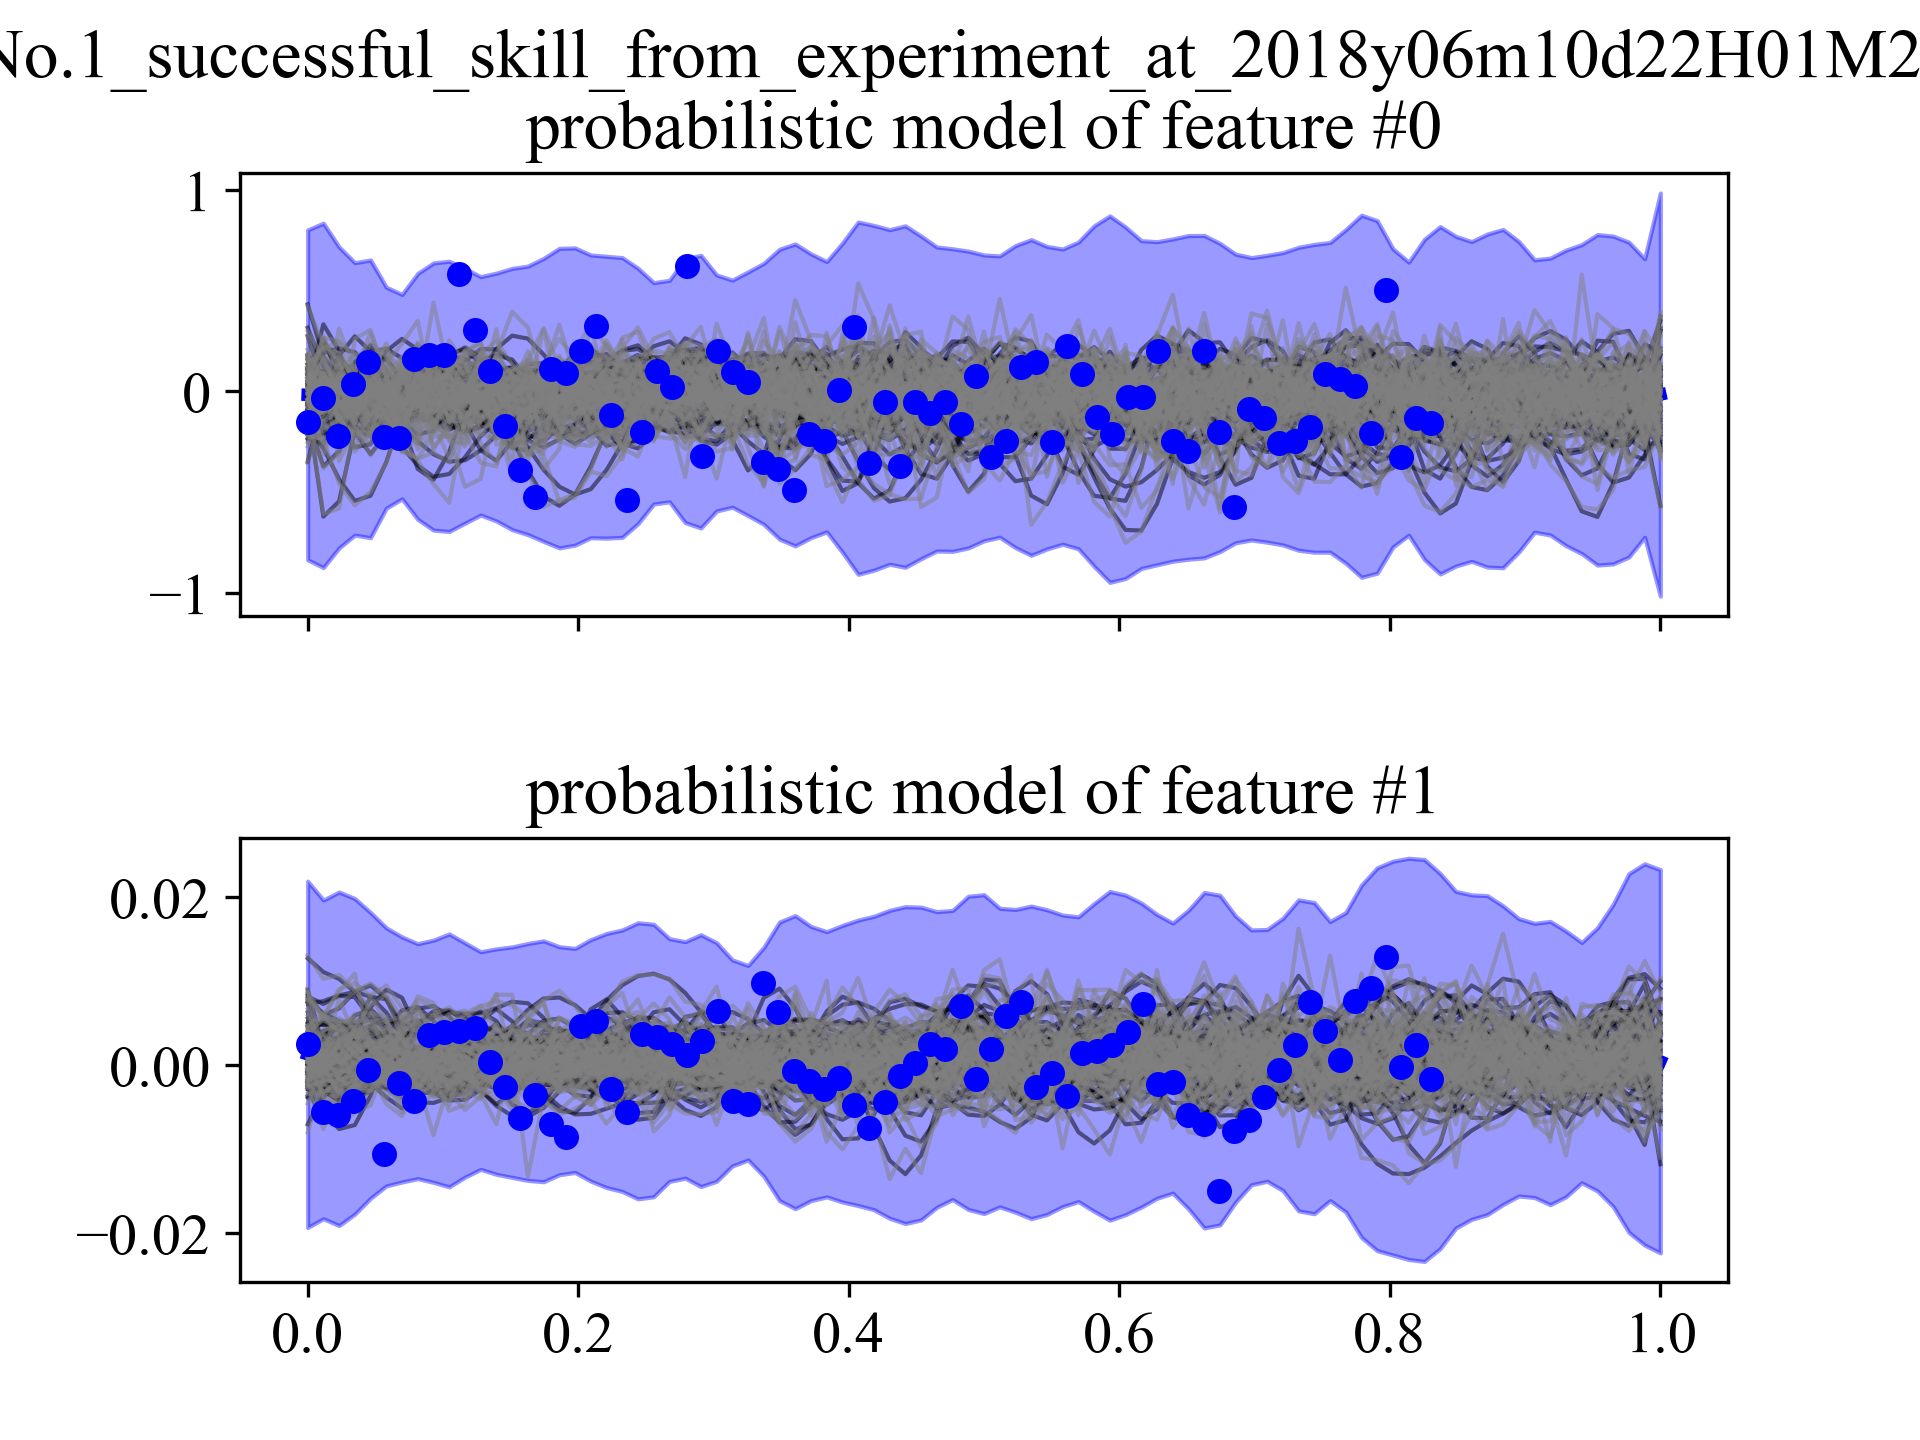 No.1_successful_skill_from_experiment_at_2018y06m10d22H01M2
probabilistic model of feature #0
1
0
−1
probabilistic model of feature #1
0.02
0.00
−0.02
0.0 0.2 0.4 0.6 0.8 1.0